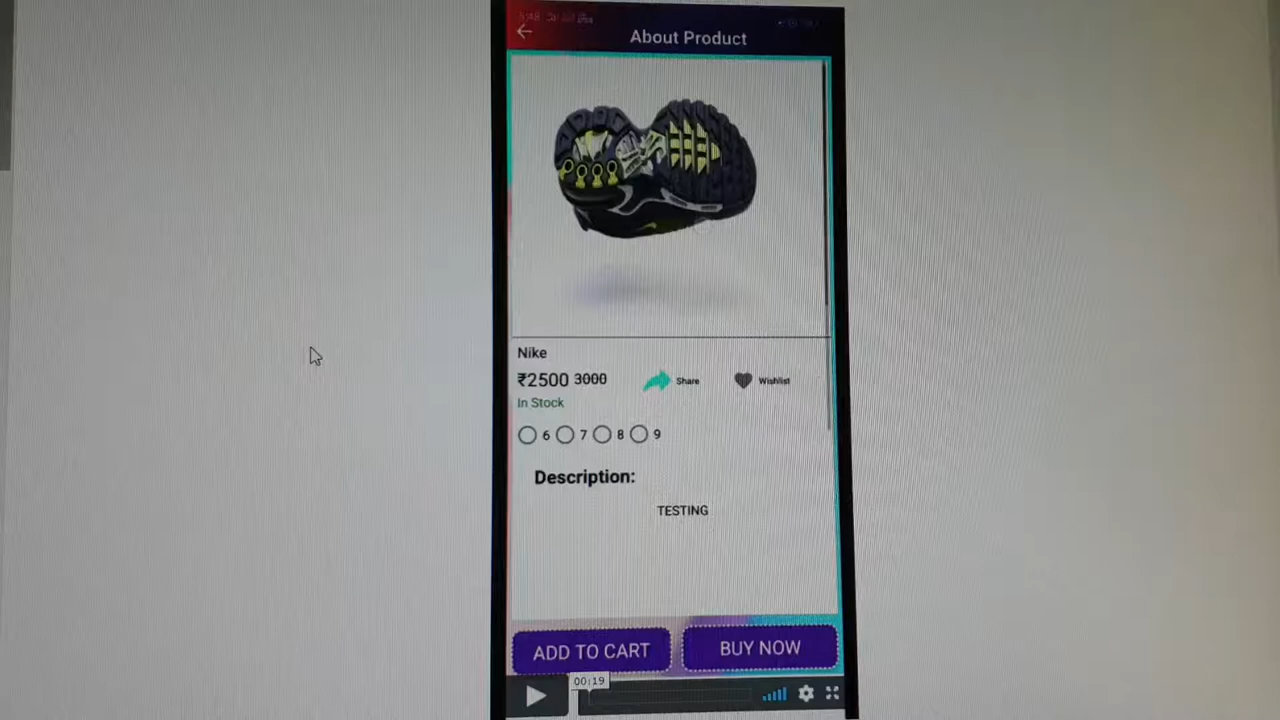 About Product
Nike
₹2500 3000 Share Wishlist
In Stock
6 7 8 9
Description:
TESTING
ADD TO CART BUY NOW
00:19